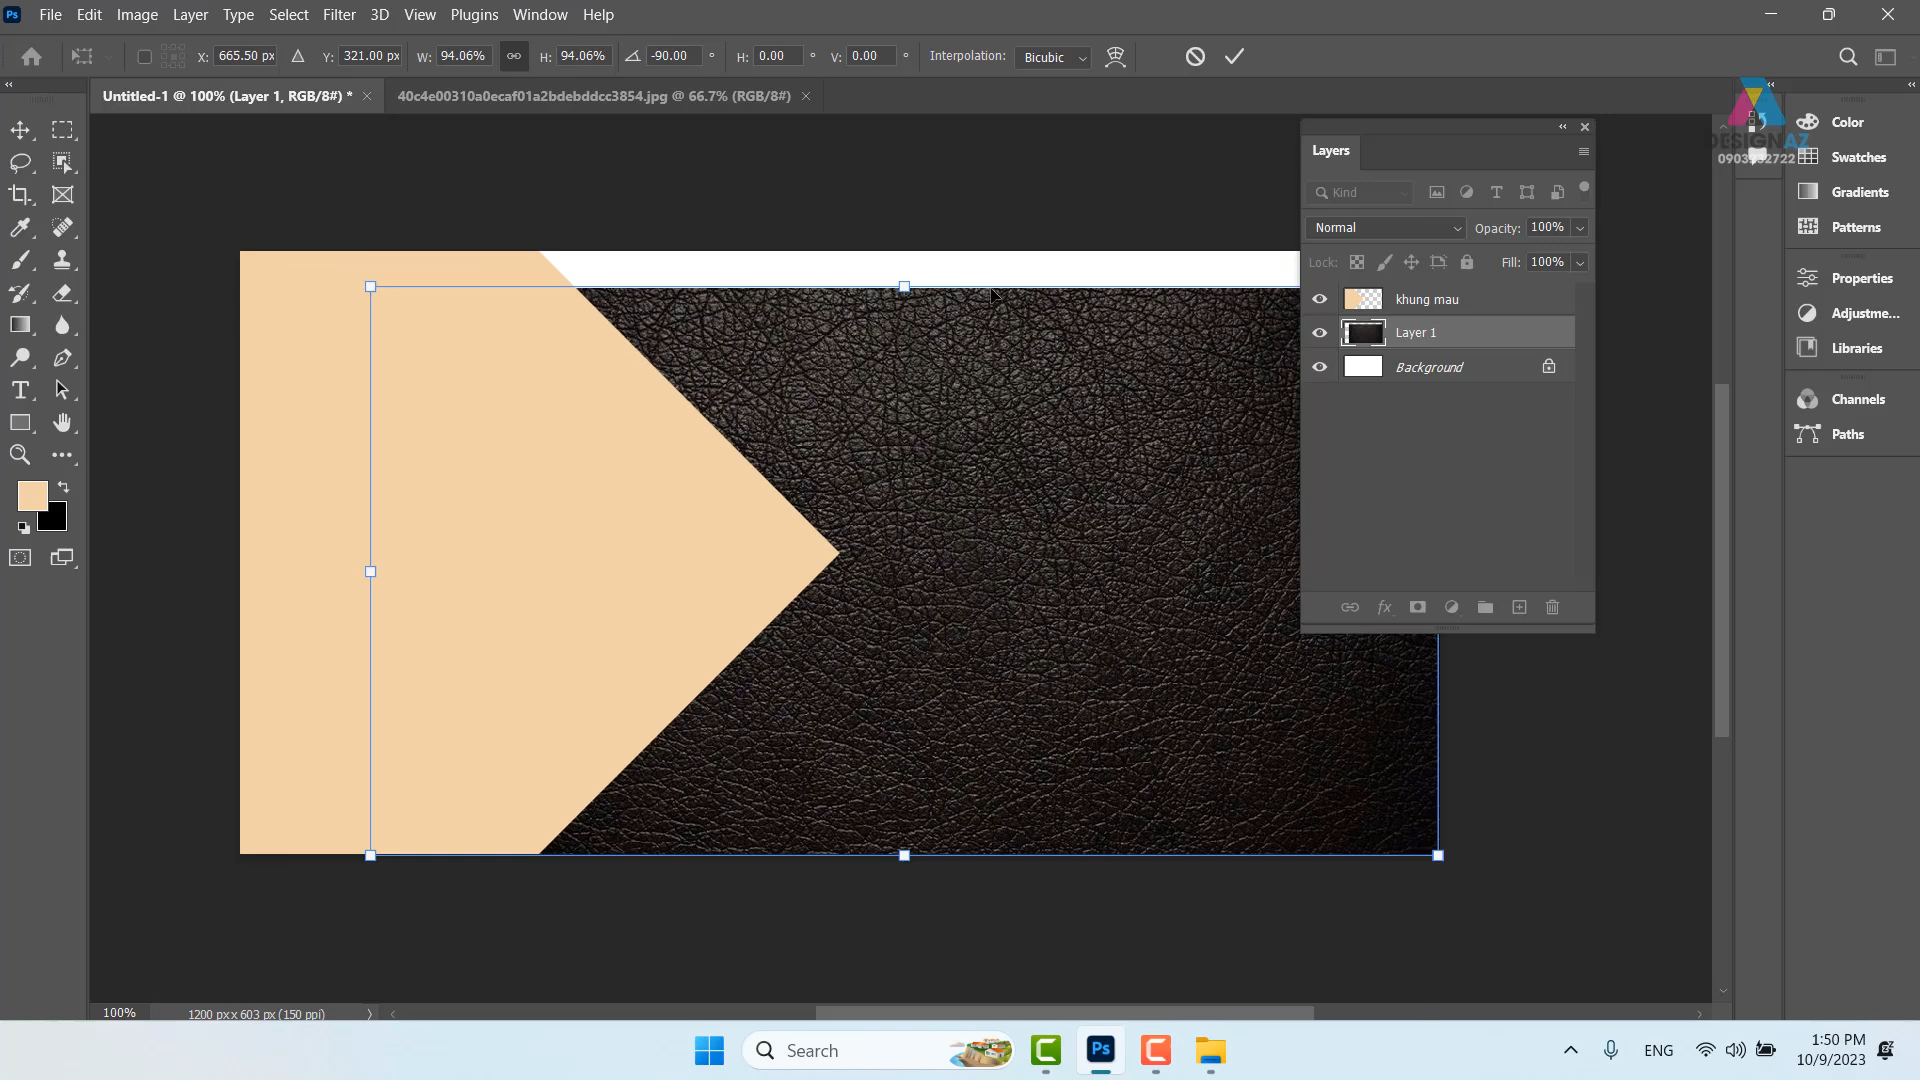 Ps File Edit Image Layer Type Select Filter 3D View Plugins Window Help
X: 665.50 px Y: 321.00 px W: 94.06% H: 94.06% -90.00 ° H: 0.00 ° V: 0.00 ° Interpolation: Bicubic
Untitled-1 @ 100% (Layer 1, RGB/8#) * 40c4e00310a0ecaf01a2bdebddcc3854.jpg @ 66.7% (RGB/8#)
Layers
Kind
Normal Opacity: 100%
Lock: Fill: 100%
khung mau
Layer 1
Background
fx
DESIGNAZ
Color
Swatches
Gradients
Patterns
Properties
Adjustme...
Libraries
Channels
Paths
100% 1200 px x 603 px (150 ppi)
Search
Ps
ENG
1:50 PM
10/9/2023